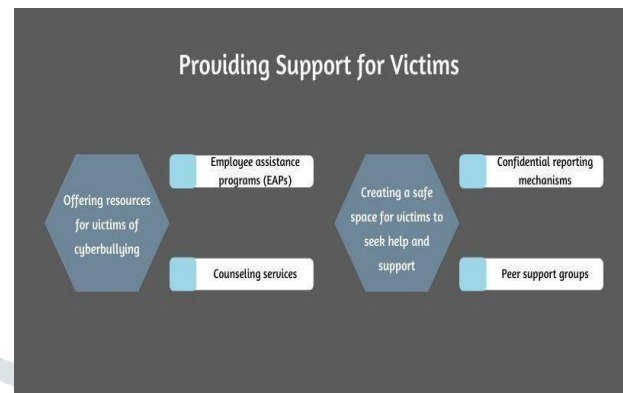 Providing Support for Victims
Offering resources
for victims of
cyberbullying
Employee assistance
programs (EAPs)
Counseling services
Creating a safe
space for victims to
seek help and
support
Confidential reporting
mechanisms
Peer support groups